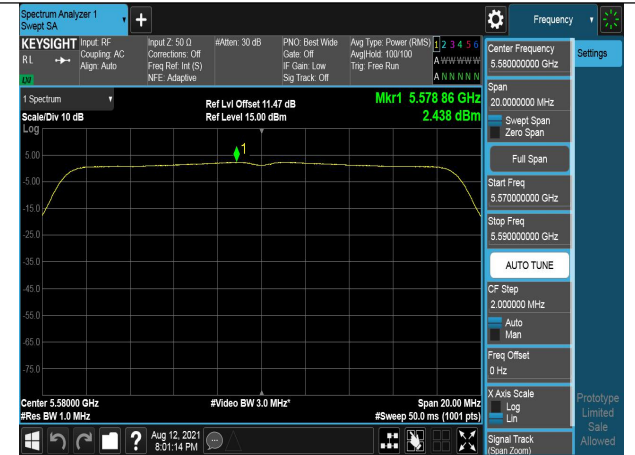 Spectrum Analyzer 1
Swept SA
+
Frequency
KEYSIGHT
RL
LXI
Input: RF
Coupling: AC
Align: Auto
Input Z: 50 Ω
Corrections: Off
Freq Ref: Int (S)
NFE: Adaptive
#Atten: 30 dB
PNO: Best Wide
Gate: Off
IF Gain: Low
Sig Track: Off
Avg Type: Power (RMS)
Avg|Hold: 100/100
Trig: Free Run
1 2 3 4 5 6
A W W W W W
A N N N N N
1 Spectrum
Scale/Div 10 dB
Ref Lvl Offset 11.47 dB
Ref Level 15.00 dBm
Mkr1 5.578 86 GHz
2.438 dBm
Log
1
5.00
-5.00
-15.0
-25.0
-35.0
-45.0
-55.0
-65.0
-75.0
Center 5.58000 GHz
#Res BW 1.0 MHz
#Video BW 3.0 MHz*
Span 20.00 MHz
#Sweep 50.0 ms (1001 pts)
Aug 12, 2021
8:01:14 PM
Center Frequency
5.580000000 GHz
Settings
Span
20.0000000 MHz
Swept Span
Zero Span
Full Span
Start Freq
5.570000000 GHz
Stop Freq
5.590000000 GHz
AUTO TUNE
CF Step
2.000000 MHz
Auto
Man
Freq Offset
0 Hz
X Axis Scale
Log
Lin
Signal Track
(Span Zoom)
Prototype
Limited
Sale
Allowed